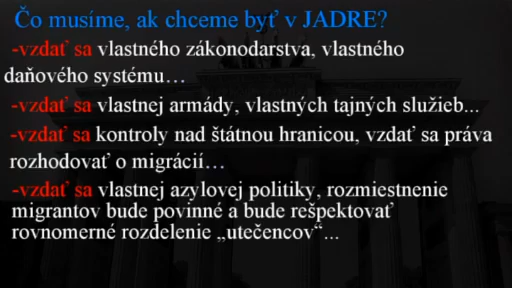 Čo musíme, ak chceme byť v JADRE?
-vzdať sa vlastného zákonodarstva, vlastného
daňového systému…
-vzdať sa vlastnej armády, vlastných tajných služieb...
-vzdať sa kontroly nad štátnou hranicou, vzdať sa práva
rozhodovať o migrácií…
-vzdať sa vlastnej azylovej politiky, rozmiestnenie
migrantov bude povinné a bude rešpektovať
rovnomerné rozdelenie „utečencov“...